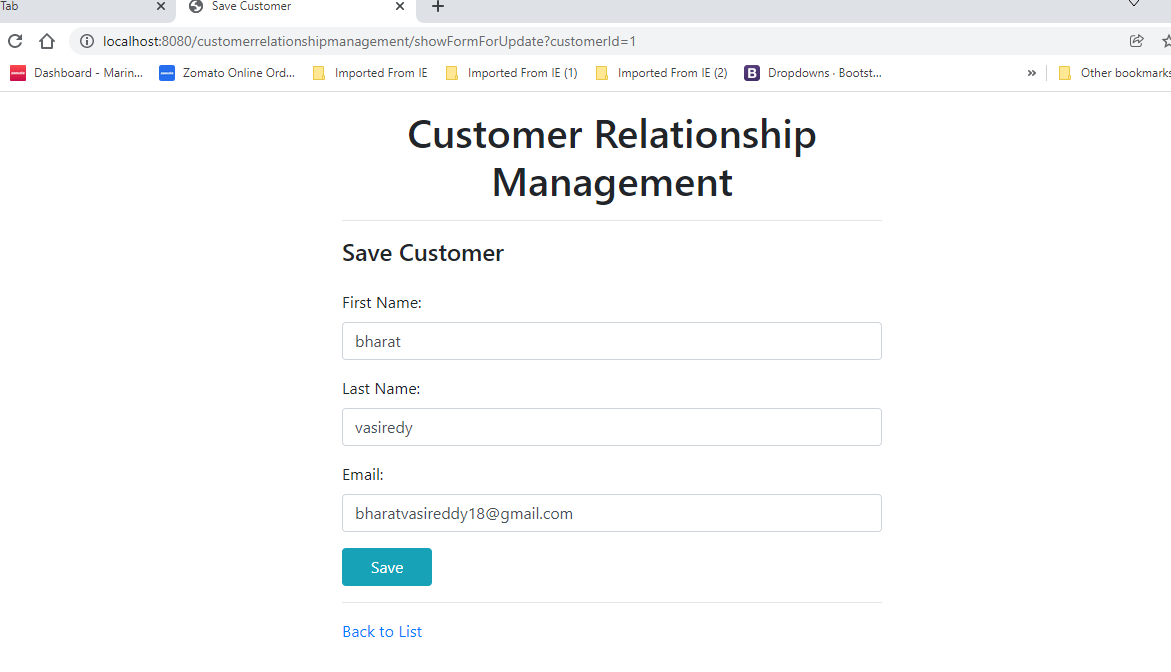 Tab
Save Customer
localhost:8080/customerrelationshipmanagement/showFormForUpdate?customerId=1
Dashboard - Marin... Zomato Online Ord... Imported From IE Imported From IE (1) Imported From IE (2) B Dropdowns · Bootst... » Other bookmarks
Customer Relationship
Management
Save Customer
First Name:
bharat
Last Name:
vasiredy
Email:
bharatvasireddy18@gmail.com
Save
Back to List